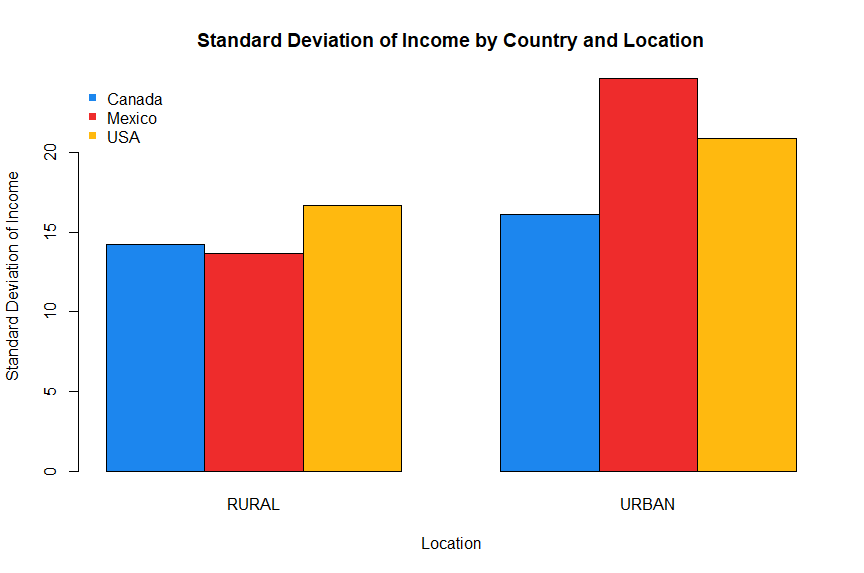 Standard Deviation of Income by Country and Location
Canada
Mexico
USA
Standard Deviation of Income
20
15
10
5
0
RURAL
URBAN
Location